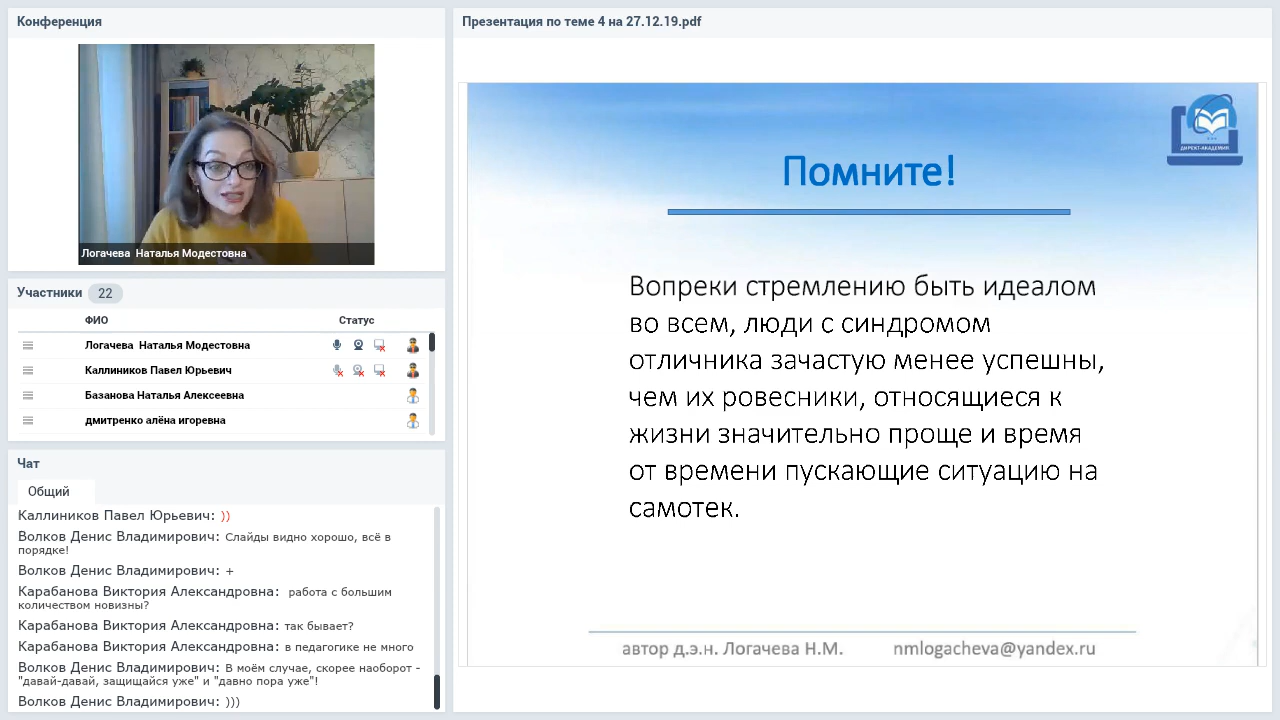 Конференция
Логачева  Наталья Модестовна
Участники 22
ФИО Статус
Логачева  Наталья Модестовна
Каллиников Павел Юрьевич
Базанова Наталья Алексеевна
дмитренко алёна игоревна
Чат
Общий
Каллиников Павел Юрьевич: ))
Волков Денис Владимирович: Слайды видно хорошо, всё в
порядке!
Волков Денис Владимирович: +
Карабанова Виктория Александровна:  работа с большим
количеством новизны?
Карабанова Виктория Александровна: так бывает?
Карабанова Виктория Александровна: в педагогике не много
Волков Денис Владимирович: В моём случае, скорее наоборот -
"давай-давай, защищайся уже" и "давно пора уже"!
Волков Денис Владимирович: )))
Презентация по теме 4 на 27.12.19.pdf
ДИРЕКТ-АКАДЕМИЯ
Помните!
Вопреки стремлению быть идеалом
во всем, люди с синдромом
отличника зачастую менее успешны,
чем их ровесники, относящиеся к
жизни значительно проще и время
от времени пускающие ситуацию на
самотек.
автор д.э.н. Логачева Н.М. nmlogacheva@yandex.ru